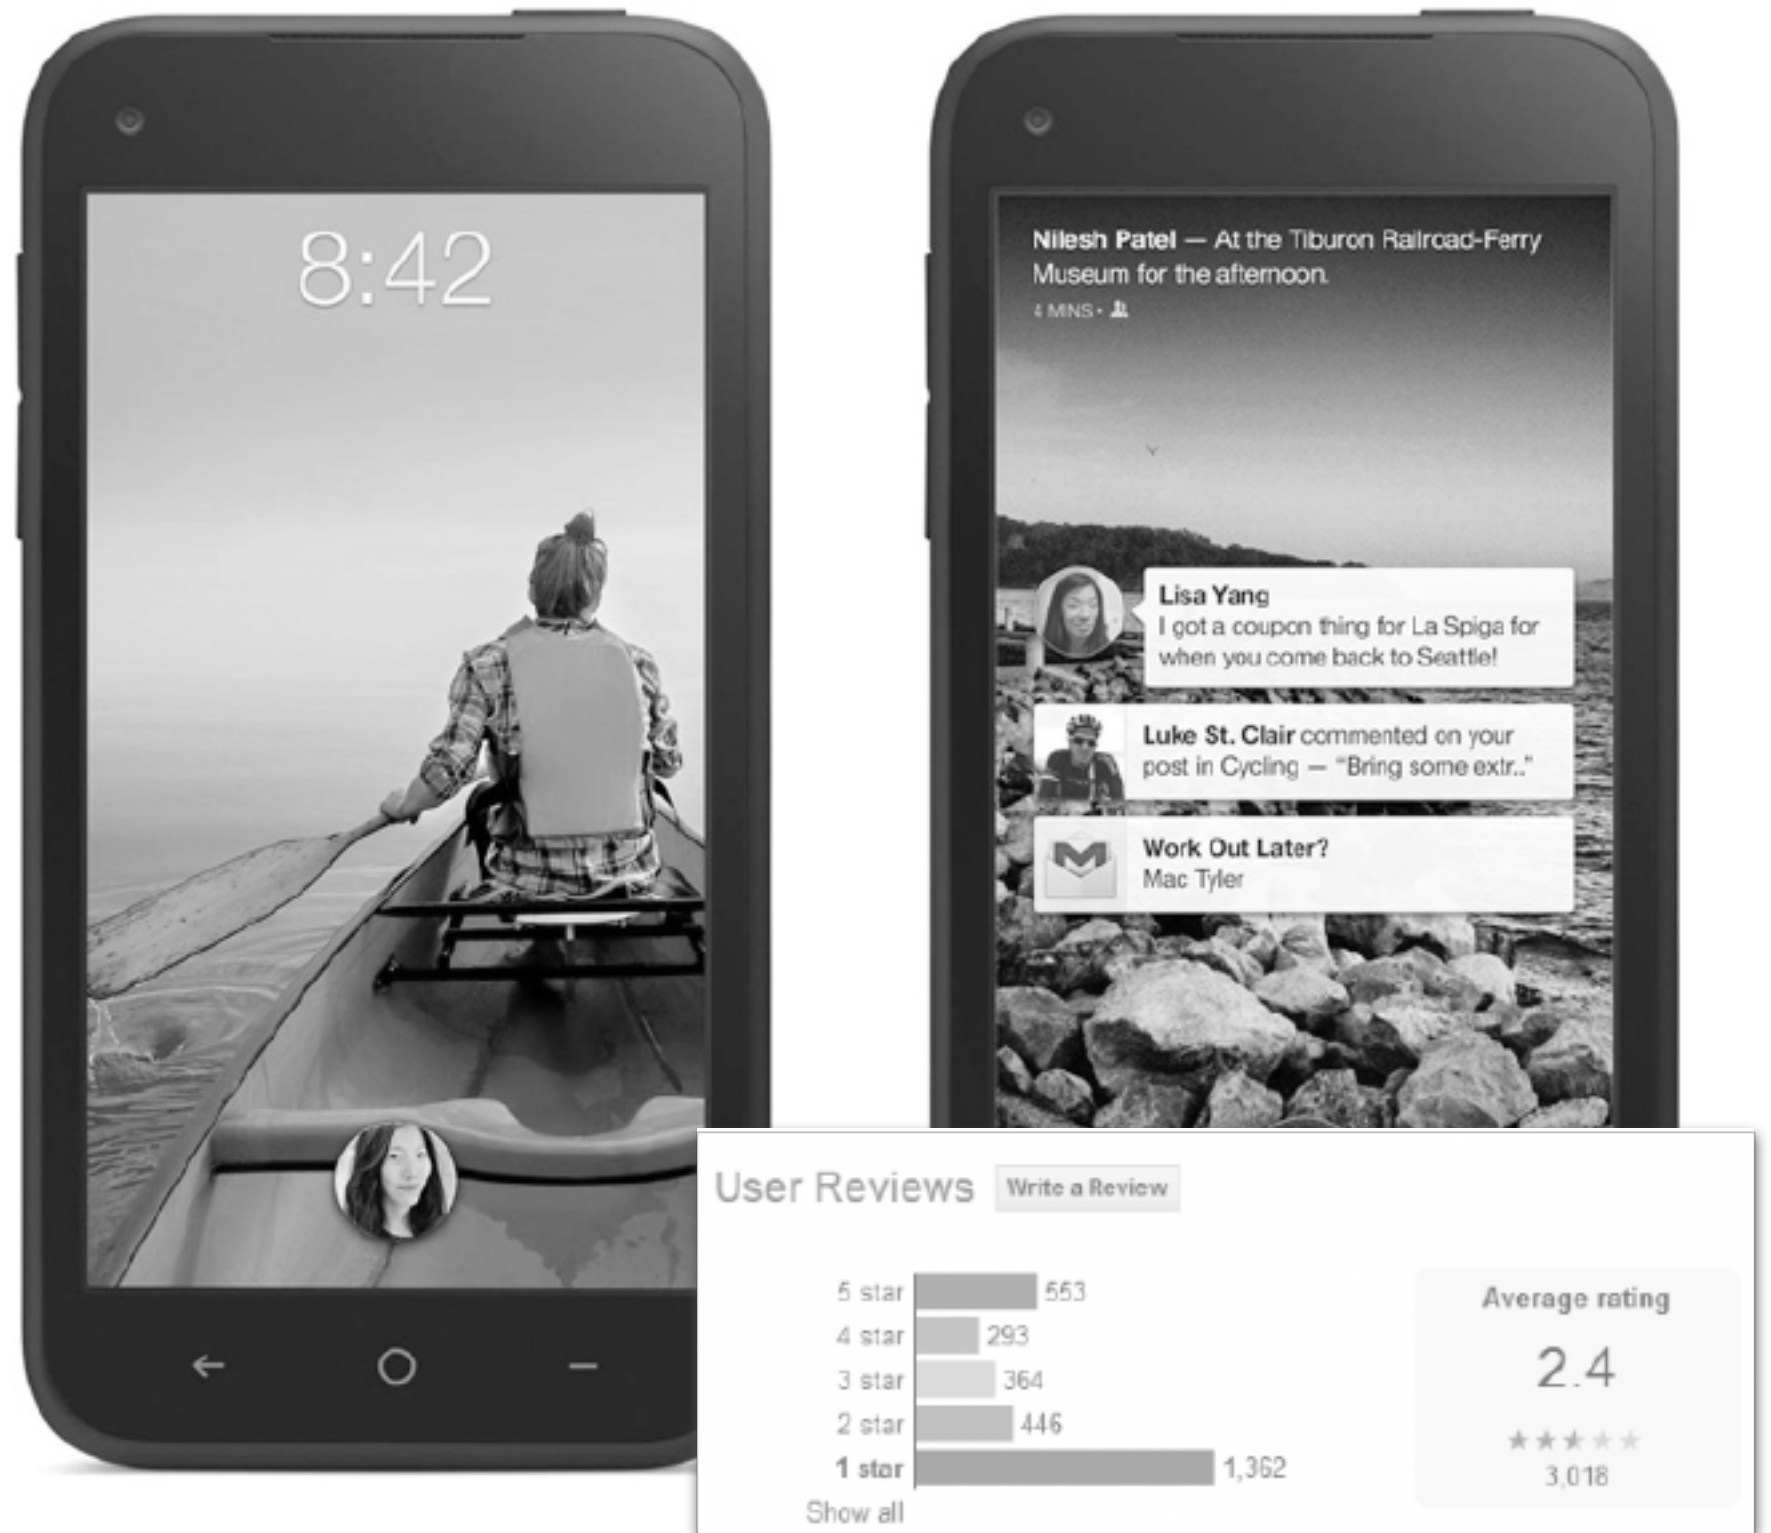 8:42
Nilesh Patel — At the Tiburon Railroad-Ferry
Museum for the afternoon.
4 MINS •
Lisa Yang
I got a coupon thing for La Spiga for
when you come back to Seattle!
Luke St. Clair commented on your
post in Cycling — “Bring some extr..”
Work Out Later?
Mac Tyler
User Reviews Write a Review
5 star 553
4 star 293
3 star 364
2 star 446
1 star 1,362
Show all
Average rating
2.4
3,018